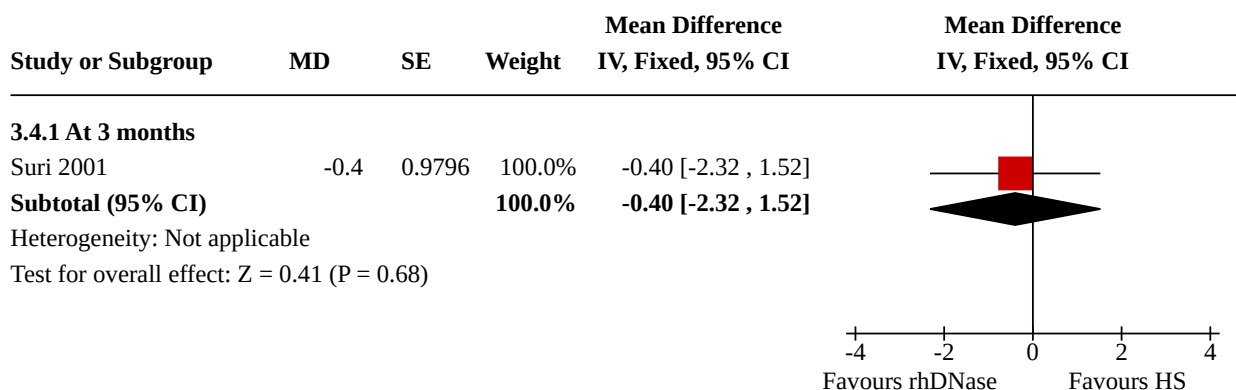 Mean Difference Mean Difference
Study or Subgroup MD SE Weight IV, Fixed, 95% CI IV, Fixed, 95% CI
3.4.1 At 3 months
Suri 2001 -0.4 0.9796 100.0% -0.40 [-2.32 , 1.52]
Subtotal (95% CI) 100.0% -0.40 [-2.32 , 1.52]
Heterogeneity: Not applicable
Test for overall effect: Z = 0.41 (P = 0.68)
-4 -2 0 2 4
Favours rhDNase Favours HS